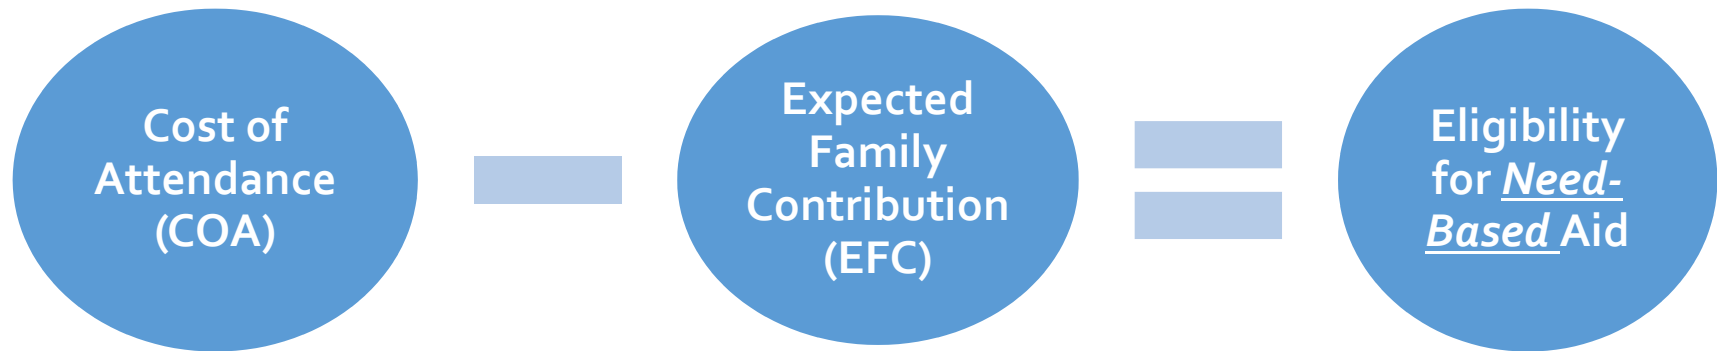 Cost of
Attendance
(COA)
Expected
Family
Contribution
(EFC)
Eligibility
for Need-
Based Aid